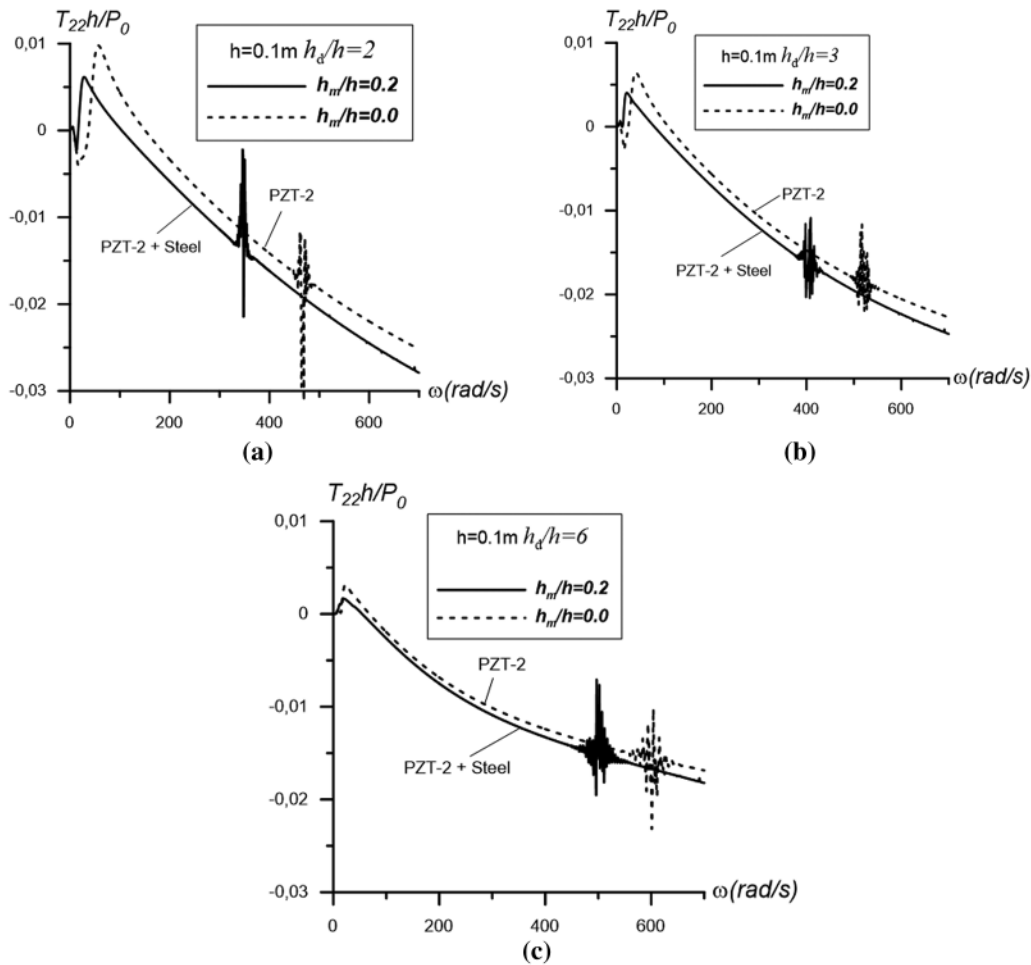 T22h/P0
0,01
0
-0,01
-0,02
-0,03
h=0.1m hd/h=2
hm/h=0.2
hm/h=0.0
PZT-2
PZT-2 + Steel
ω(rad/s)
0
200
400
600
(a)
T22h/P0
0,01
0
-0,01
-0,02
-0,03
h=0.1m hd/h=3
hm/h=0.2
hm/h=0.0
PZT-2
PZT-2 + Steel
ω(rad/s)
0
200
400
600
(b)
T22h/P0
0,01
0
-0,01
-0,02
-0,03
h=0.1m hd/h=6
hm/h=0.2
hm/h=0.0
PZT-2
PZT-2 + Steel
ω(rad/s)
0
200
400
600
(c)